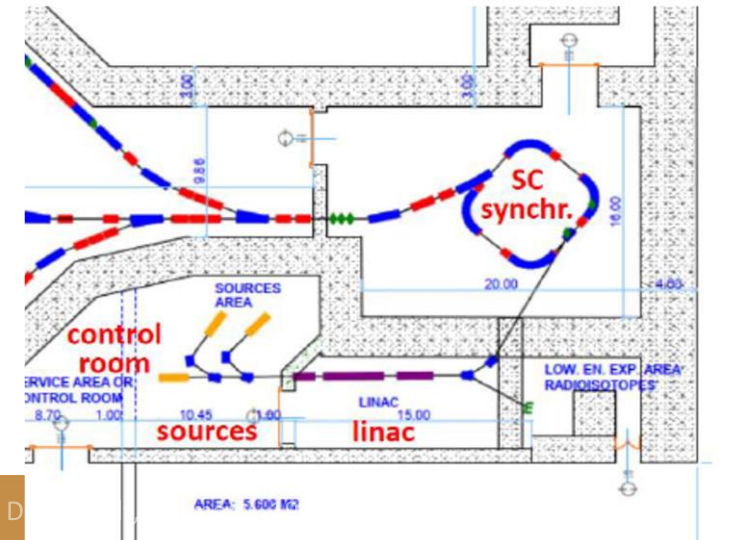 3.00
3.00
9.86
SC
synchr.
16.00
20.00
4.00
SOURCES
AREA
control
room
ERVICE AREA OR
ONTROL ROOM
LOW. EN. EXP. AREA
RADIOISOTOPES
LINAC
8.70
1.00
10.45
1.60
15.00
sources
linac
AREA: 5.600 M2
D